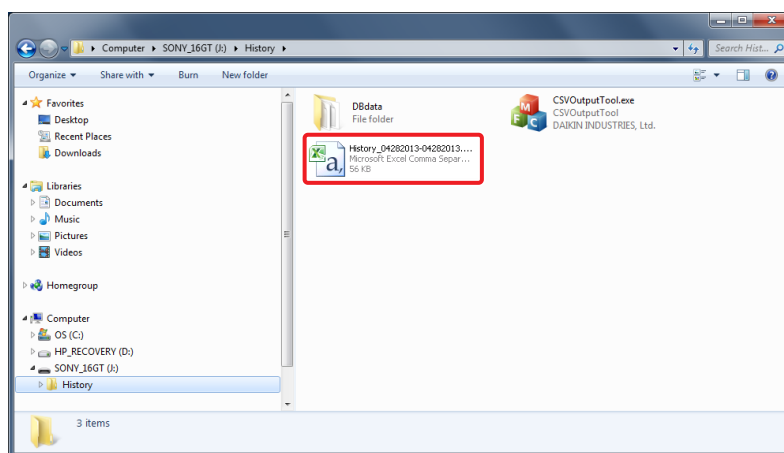 Computer ▸ SONY_16GT (J:) ▸ History ▸
Search Hist...
Organize ▾ Share with ▾ Burn New folder
Favorites
Desktop
Recent Places
Downloads
Libraries
Documents
Music
Pictures
Videos
Homegroup
Computer
OS (C:)
HP_RECOVERY (D:)
SONY_16GT (J:)
History
DBdata
File folder
CSVOutputTool.exe
CSVOutputTool
DAIKIN INDUSTRIES, Ltd.
M
F
C
History_04282013-04282013....
Microsoft Excel Comma Separ...
56 KB
a,
3 items